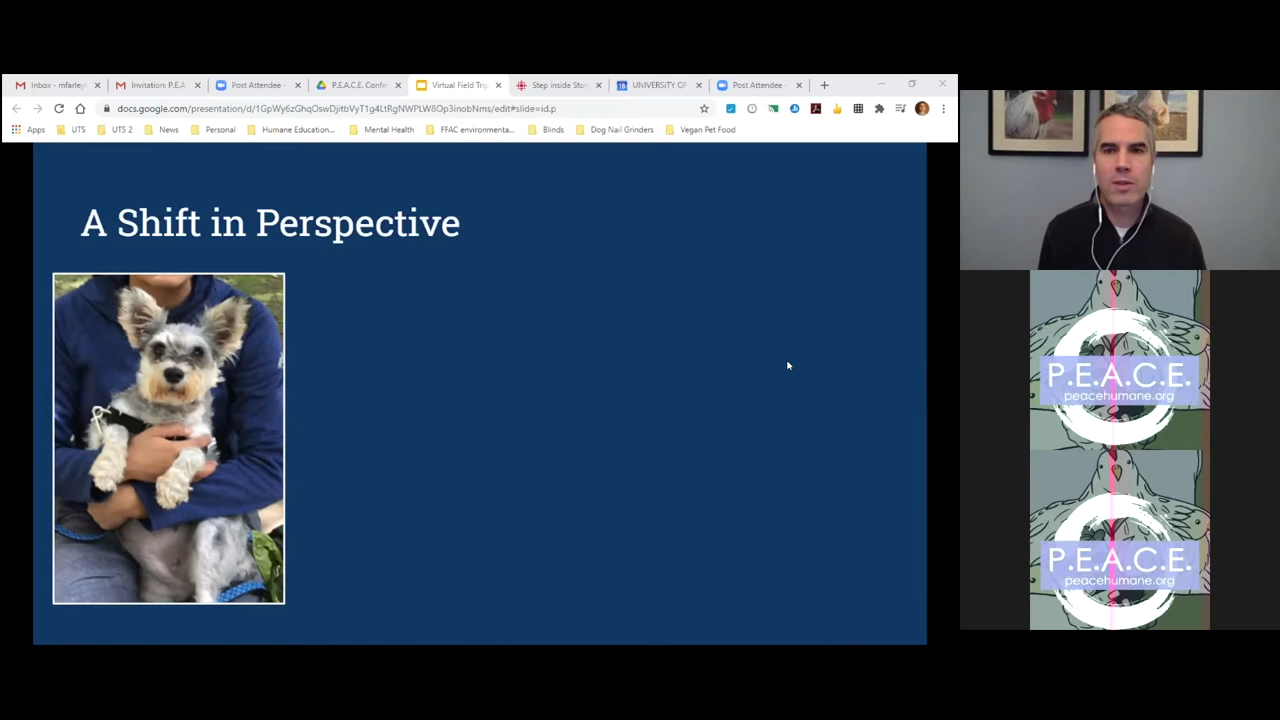 Inbox - mfarley
Invitation: P.E.A
Post Attendee -
P.E.A.C.E. Confe
Virtual Field Trip
Step inside Stor
UNIVERSITY OF
Post Attendee -
docs.google.com/presentation/d/1GpWy6zGhqOswDjitbVyT1g4LtRgNWPLW8Op3inobNms/edit#slide=id.p
Apps
UTS
UTS 2
News
Personal
Humane Education...
Mental Health
FFAC environmenta...
Blinds
Dog Nail Grinders
Vegan Pet Food
A Shift in Perspective
P.E.A.C.E.
peacehumane.org
P.E.A.C.E.
peacehumane.org